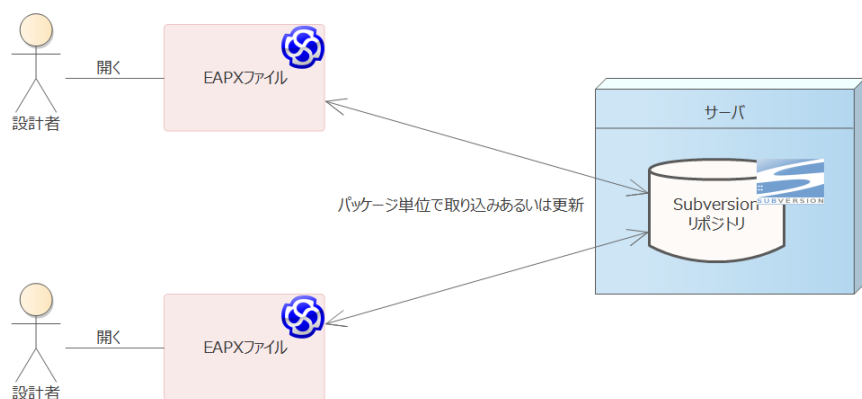 開く
設計者
EAPXファイル
サーバ
パッケージ単位で取り込みあるいは更新
Subversion
リポジトリ
SUBVERSION
開く
設計者
EAPXファイル